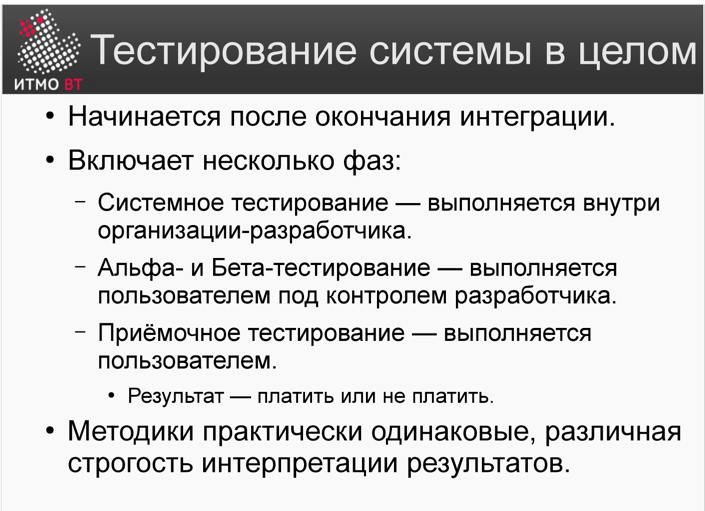 ИТМО ВТ
Тестирование системы в целом
• Начинается после окончания интеграции.
• Включает несколько фаз:
– Системное тестирование — выполняется внутри
организации-разработчика.
– Альфа- и Бета-тестирование — выполняется
пользователем под контролем разработчика.
– Приёмочное тестирование — выполняется
пользователем.
• Результат — платить или не платить.
• Методики практически одинаковые, различная
строгость интерпретации результатов.